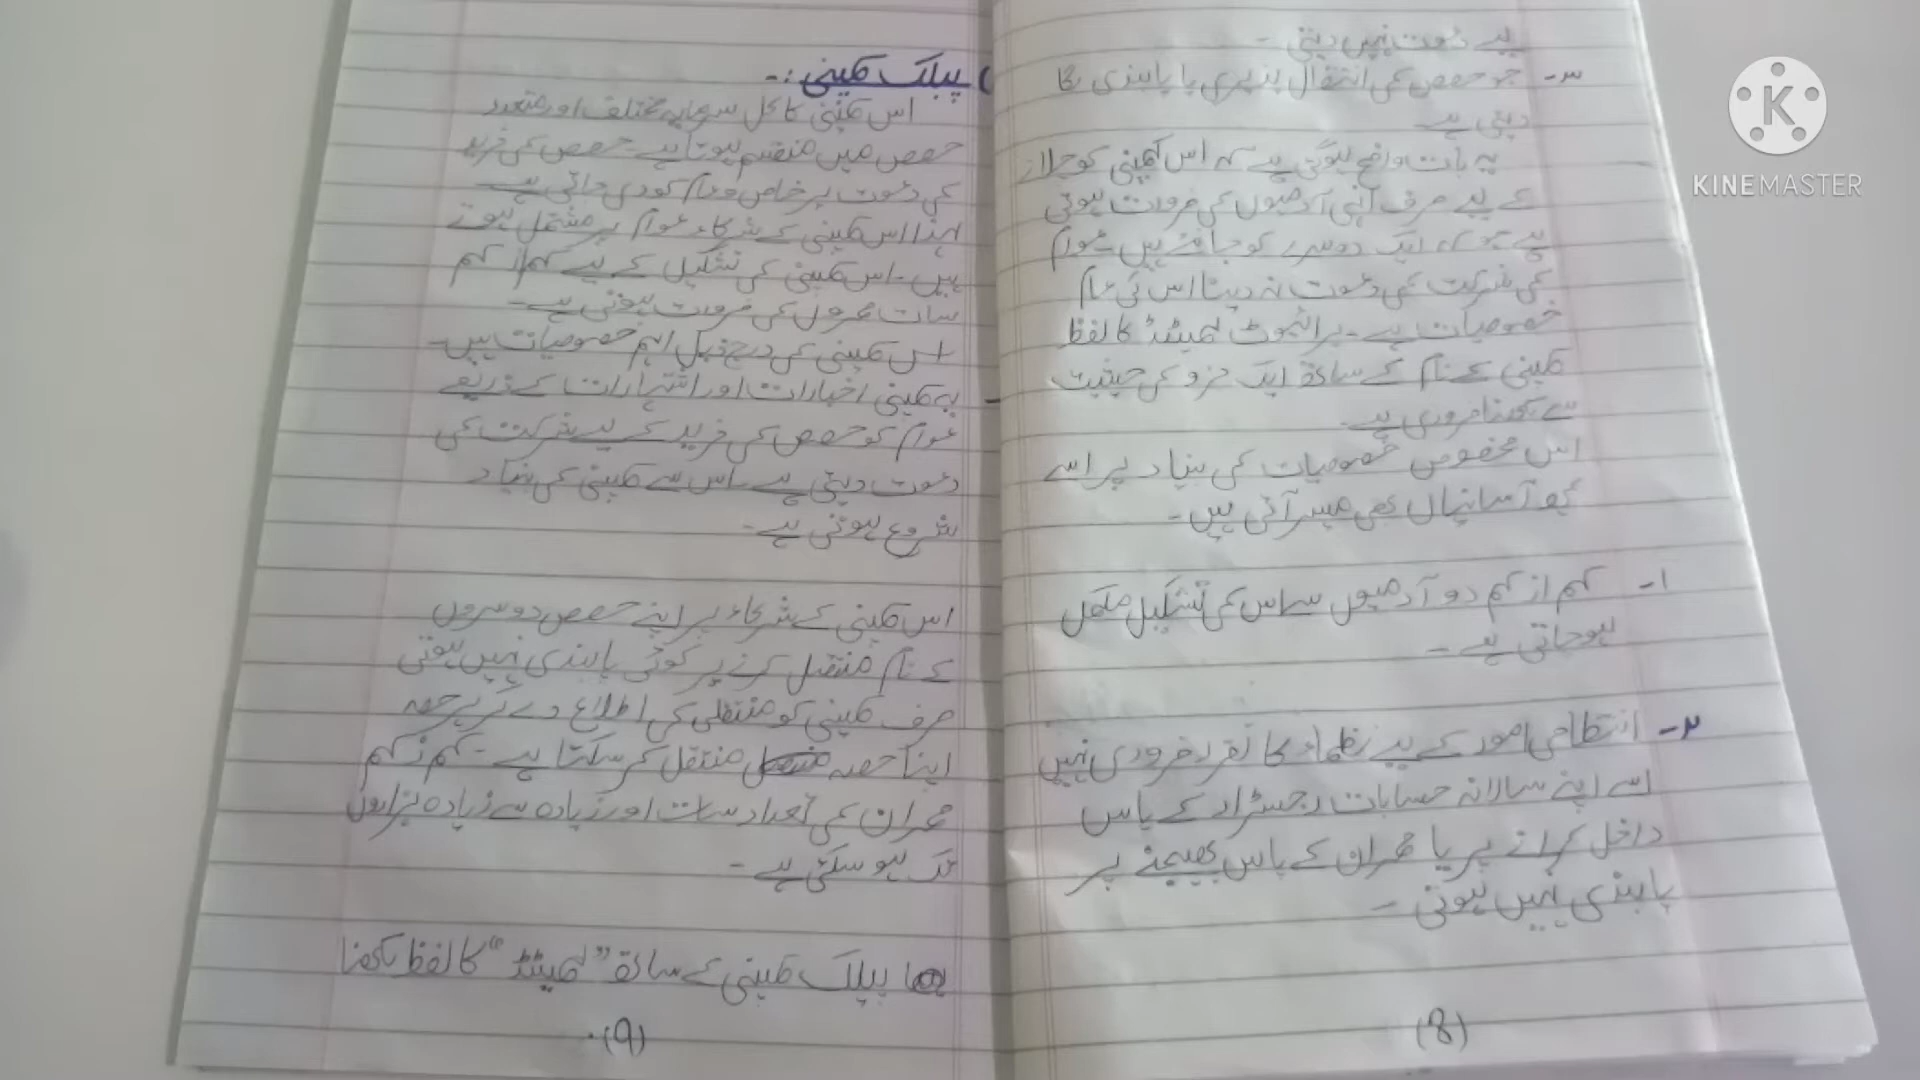 لیے دعوت نہیں دیتی -
۳- جو حصص کی انتقال پذیری پا پابندی لگا
دیتی ہے
یہ بات واضح ہوگئی ہے کہ اس کمپنی کو چلانے
کے لیے صرف آہی آدمیوں کی ضرورت ہوتی
ہے جو کہ ایک دوسرے کو جانتے ہیں عوام
کی شرکت کی دعوت نہ دینا اس کی عام
خصوصیات ہے - پرائیوٹ لمیٹڈ کا لفظ
کمپنی کے نام کے ساتھ ایک جزو کی حیثیت
سے لکھنا ضروری ہے -
اس مخصوص خصوصیات کی بنیاد پر اسے
کچھ آسانیاں بھی میسر آتی ہیں -
۱- کم از کم دو آدمیوں سے اس کی تشکیل مکمل
ہوجاتی ہے -
۲- انتظامی امور کے لیے نظماء کا تقرر ضروری نہیں
اسے اپنے سالانہ حسابات رجسٹرار کے پاس
داخل کرانے پر یا ممبران کے پاس بھیجنے پر
پابندی نہیں ہوتی -
(8)
) پبلک کمپنی :-
اس کمپنی کا کل سرمایہ مختلف اور متعدد
حصص میں منقسم ہوتا ہے - حصص کی خرید
کی دعوت ہر خاص وعام کو دی جاتی ہے -
لہذا اس کمپنی کے شرکاء عوام پر مشتمل ہوتے
ہیں - اس کمپنی کی تشکیل کے لیے کم از کم
سات ممبروں کی ضرورت ہوتی ہے -
اس کمپنی کی درج ذیل اہم خصوصیات ہیں -
- یہ کمپنی اخبارات اور اشتہارات کے ذریعے
عوام کو حصص کی خرید کے لیے شرکت کی
دعوت دیتی ہے - اس سے کمپنی کی بنیاد
شروع ہوتی ہے -
اس کمپنی کے شرکاء پر اپنے حصص دوسروں
کے نام منتقل کرنے پر کوئی پابندی نہیں ہوتی
صرف کمپنی کو منتقلی کی اطلاع دے کر ہر حصہ
اپنا حصہ منتقل کر سکتا ہے - کم از کم
ممبران کی تعداد سات اور زیادہ سے زیادہ ہزاروں
تک ہو سکتی ہے -
پبلک کمپنی کے ساتھ "لمیٹڈ" کا لفظ لکھنا
(9)
K
KINEMASTER